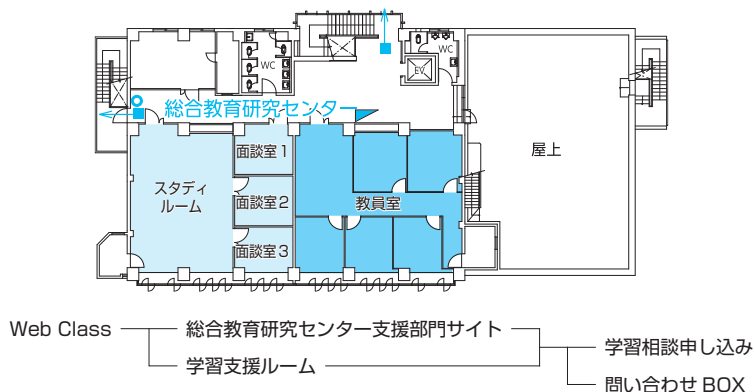 WC
WC
EV
総合教育研究センター
面談室1
屋上
スタディ
ルーム
面談室2
教員室
面談室3
Web Class
総合教育研究センター支援部門サイト
学習支援ルーム
学習相談申し込み
問い合わせ BOX